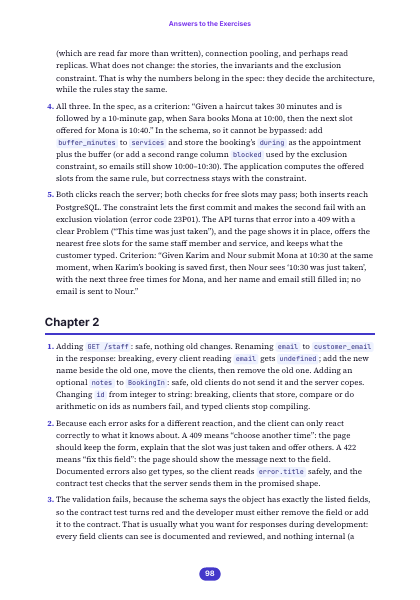 Answers to the Exercises
(which are read far more than written), connection pooling, and perhaps read
replicas. What does not change: the stories, the invariants and the exclusion
constraint. That is why the numbers belong in the spec: they decide the architecture,
while the rules stay the same.
4. All three. In the spec, as a criterion: “Given a haircut takes 30 minutes and is
followed by a 10-minute gap, when Sara books Mona at 10:00, then the next slot
offered for Mona is 10:40.” In the schema, so it cannot be bypassed: add
buffer_minutes to services and store the booking’s during as the appointment
plus the buffer (or add a second range column blocked used by the exclusion
constraint, so emails still show 10:00–10:30). The application computes the offered
slots from the same rule, but correctness stays with the constraint.
5. Both clicks reach the server; both checks for free slots may pass; both inserts reach
PostgreSQL. The constraint lets the first commit and makes the second fail with an
exclusion violation (error code 23P01). The API turns that error into a 409 with a
clear Problem (“This time was just taken”), and the page shows it in place, offers the
nearest free slots for the same staff member and service, and keeps what the
customer typed. Criterion: “Given Karim and Nour submit Mona at 10:30 at the same
moment, when Karim’s booking is saved first, then Nour sees ‘10:30 was just taken’,
with the next three free times for Mona, and her name and email still filled in; no
email is sent to Nour.”
Chapter 2
1. Adding GET /staff: safe, nothing old changes. Renaming email to customer_email
in the response: breaking, every client reading email gets undefined; add the new
name beside the old one, move the clients, then remove the old one. Adding an
optional notes to BookingIn: safe, old clients do not send it and the server copes.
Changing id from integer to string: breaking, clients that store, compare or do
arithmetic on ids as numbers fail, and typed clients stop compiling.
2. Because each error asks for a different reaction, and the client can only react
correctly to what it knows about. A 409 means “choose another time”: the page
should keep the form, explain that the slot was just taken and offer others. A 422
means “fix this field”: the page should show the message next to the field.
Documented errors also get types, so the client reads error.title safely, and the
contract test checks that the server sends them in the promised shape.
3. The validation fails, because the schema says the object has exactly the listed fields,
so the contract test turns red and the developer must either remove the field or add
it to the contract. That is usually what you want for responses during development:
every field clients can see is documented and reviewed, and nothing internal (a
98